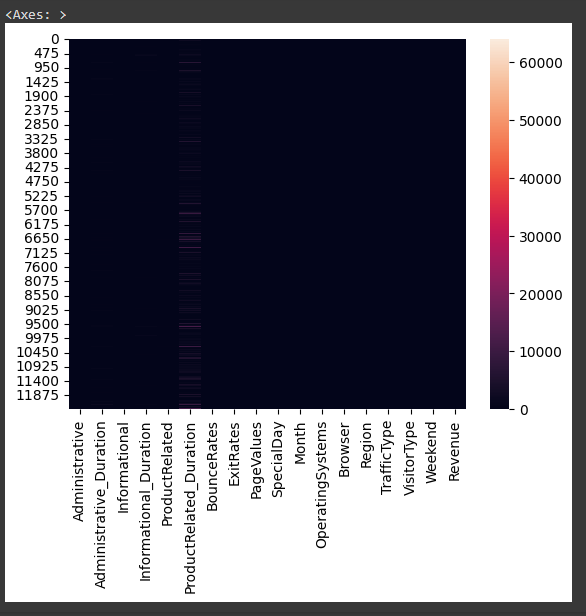 <Axes: >
0
475
950
1425
1900
2375
2850
3325
3800
4275
4750
5225
5700
6175
6650
7125
7600
8075
8550
9025
9500
9975
10450
10925
11400
11875
Administrative
Administrative_Duration
Informational
Informational_Duration
ProductRelated
ProductRelated_Duration
BounceRates
ExitRates
PageValues
SpecialDay
Month
OperatingSystems
Browser
Region
TrafficType
VisitorType
Weekend
Revenue
60000
50000
40000
30000
20000
10000
0